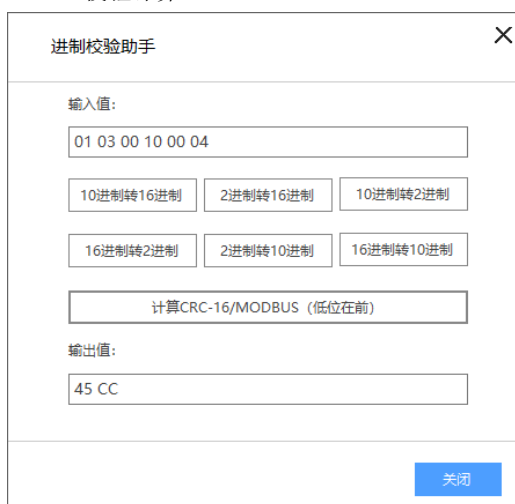 进制校验助手
输入值：
01 03 00 10 00 04
10进制转16进制 2进制转16进制 10进制转2进制
16进制转2进制 2进制转10进制 16进制转10进制
计算CRC-16/MODBUS（低位在前）
输出值：
45 CC
关闭